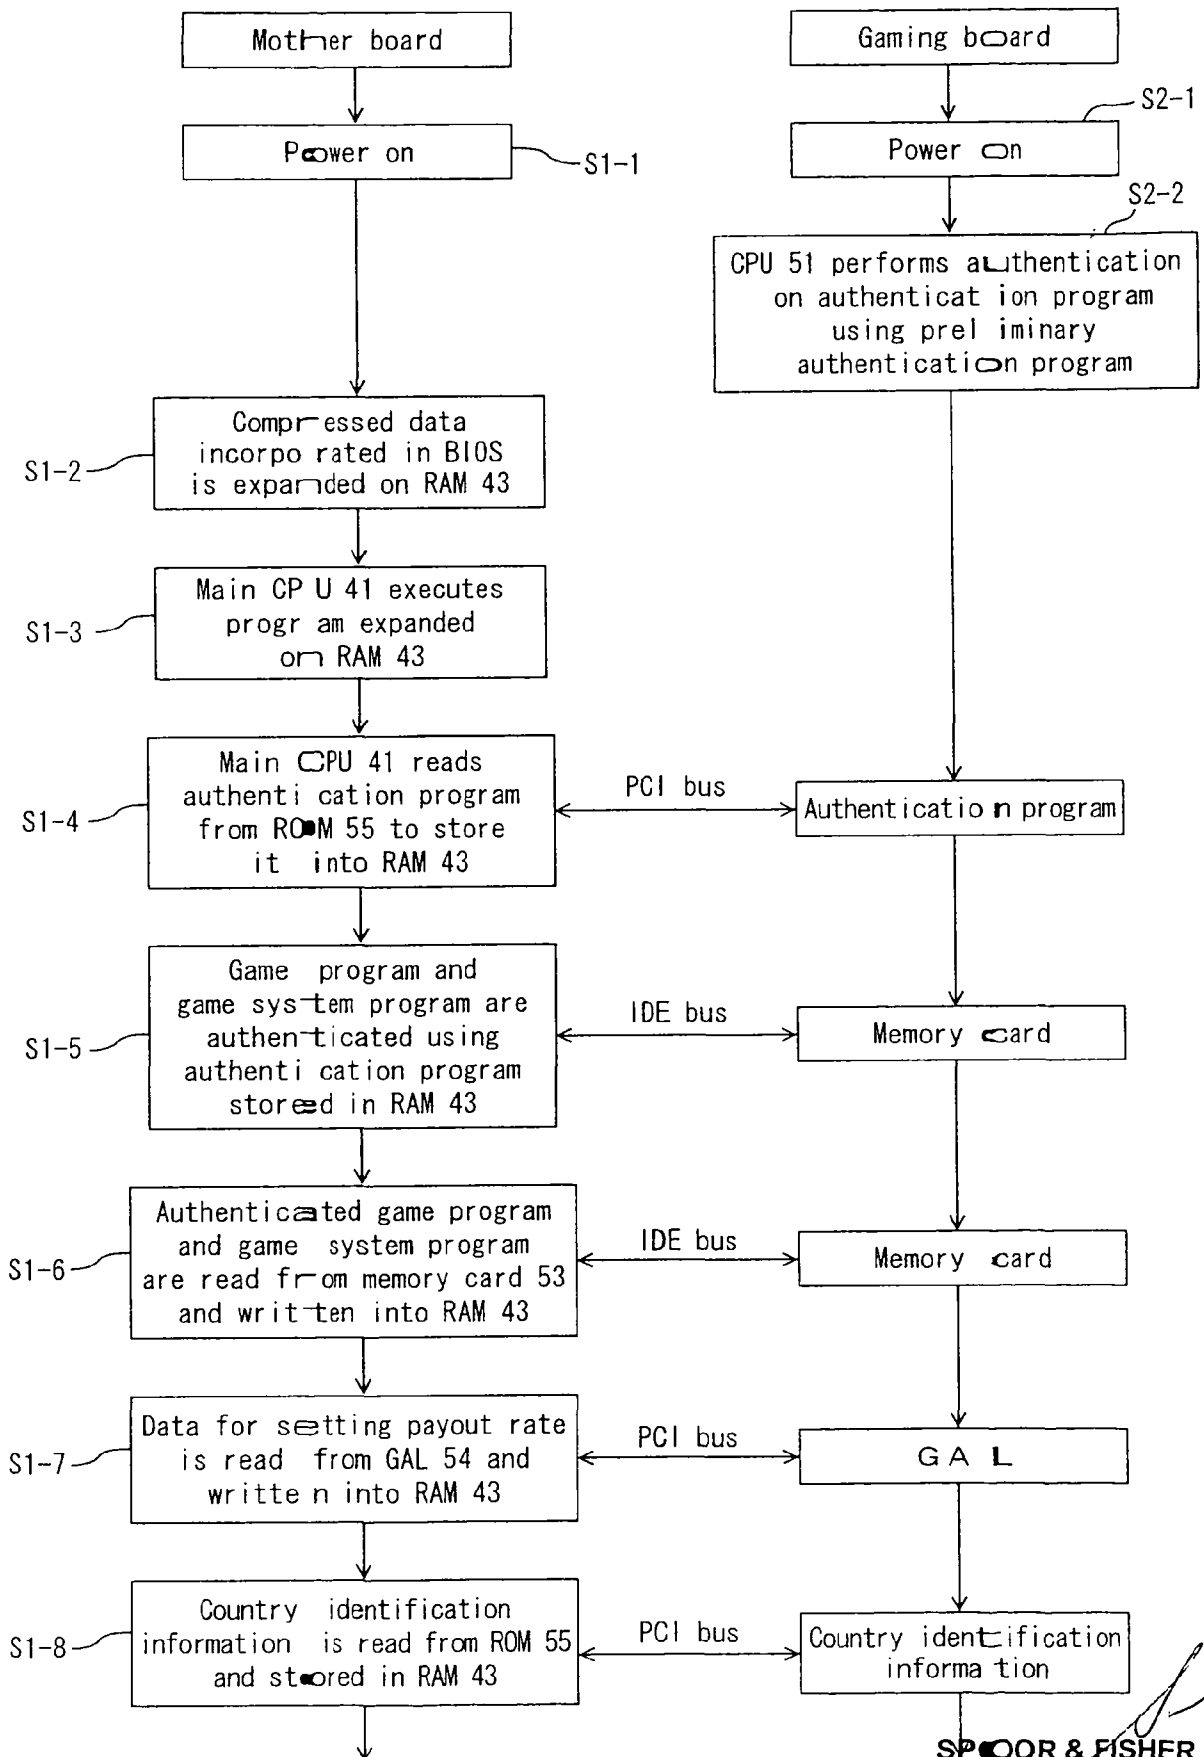 Mother board
Gaming board
S2-1
Power on
S1-1
Power on
S2-2
CPU 51 performs authentication
on authentication program
using preliminary
authentication program
S1-2
Compressed data
incorporated in BIOS
is expanded on RAM 43
S1-3
Main CPU 41 executes
program expanded
on RAM 43
S1-4
Main CPU 41 reads
authentication program
from ROM 55 to store
it into RAM 43
PCI bus
Authentication program
S1-5
Game program and
game system program are
authenticated using
authentication program
stored in RAM 43
IDE bus
Memory card
S1-6
Authenticated game program
and game system program
are read from memory card 53
and written into RAM 43
IDE bus
Memory card
S1-7
Data for setting payout rate
is read from GAL 54 and
written into RAM 43
PCI bus
GAL
S1-8
Country identification
information is read from ROM 55
and stored in RAM 43
PCI bus
Country identification
information
SPOOR & FISHER